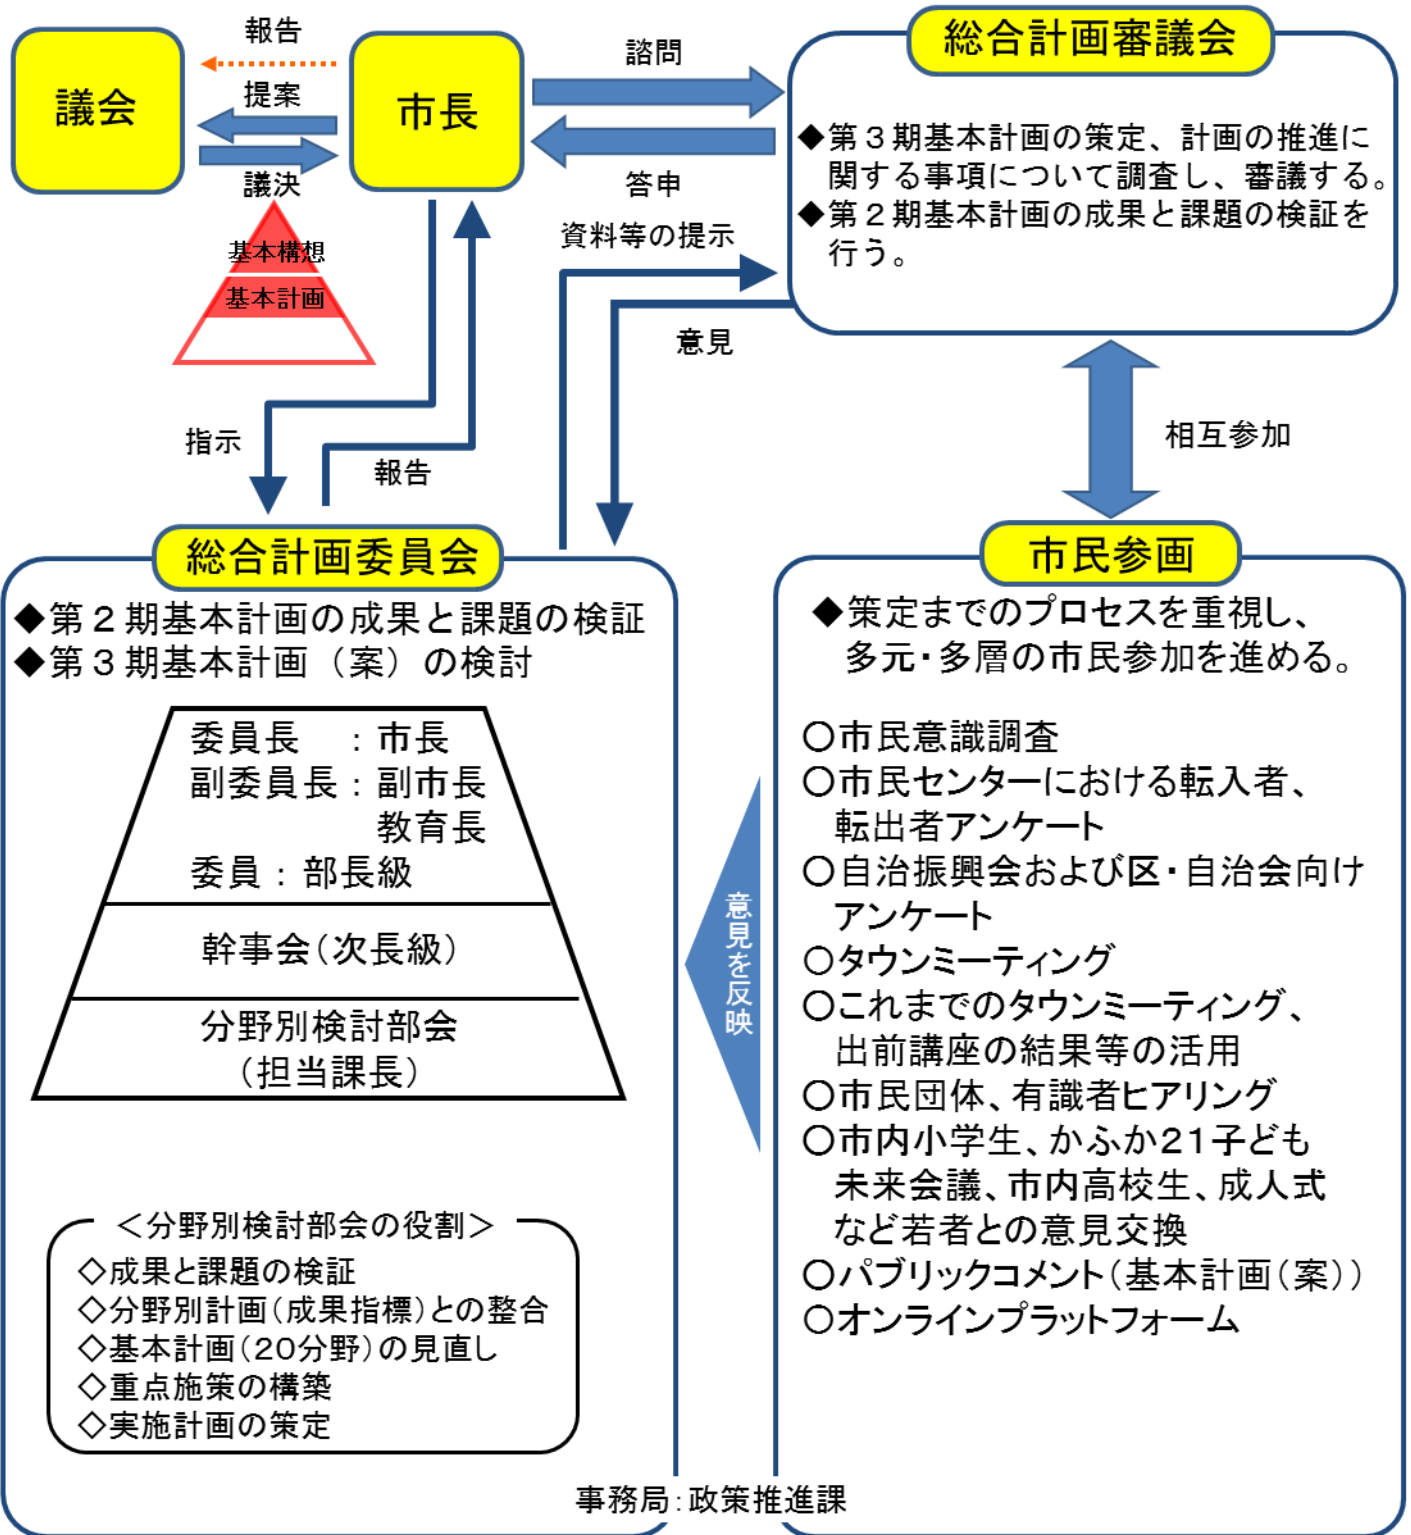 報告
議会
提案
議決
市長
基本構想
基本計画
諮問
答申
総合計画審議会
◆第３期基本計画の策定、計画の推進に
関する事項について調査し、審議する。
◆第２期基本計画の成果と課題の検証を
行う。
資料等の提示
意見
指示
報告
相互参加
総合計画委員会
◆第２期基本計画の成果と課題の検証
◆第３期基本計画（案）の検討
委員長　：市長
副委員長：副市長
教育長
委員：部長級
幹事会（次長級）
分野別検討部会
（担当課長）
＜分野別検討部会の役割＞
◇成果と課題の検証
◇分野別計画（成果指標）との整合
◇基本計画（20分野）の見直し
◇重点施策の構築
◇実施計画の策定
意見を反映
市民参画
◆策定までのプロセスを重視し、
多元・多層の市民参加を進める。
○市民意識調査
○市民センターにおける転入者、
転出者アンケート
○自治振興会および区・自治会向け
アンケート
○タウンミーティング
○これまでのタウンミーティング、
出前講座の結果等の活用
○市民団体、有識者ヒアリング
○市内小学生、かふか21子ども
未来会議、市内高校生、成人式
など若者との意見交換
○パブリックコメント（基本計画（案））
○オンラインプラットフォーム
事務局：政策推進課